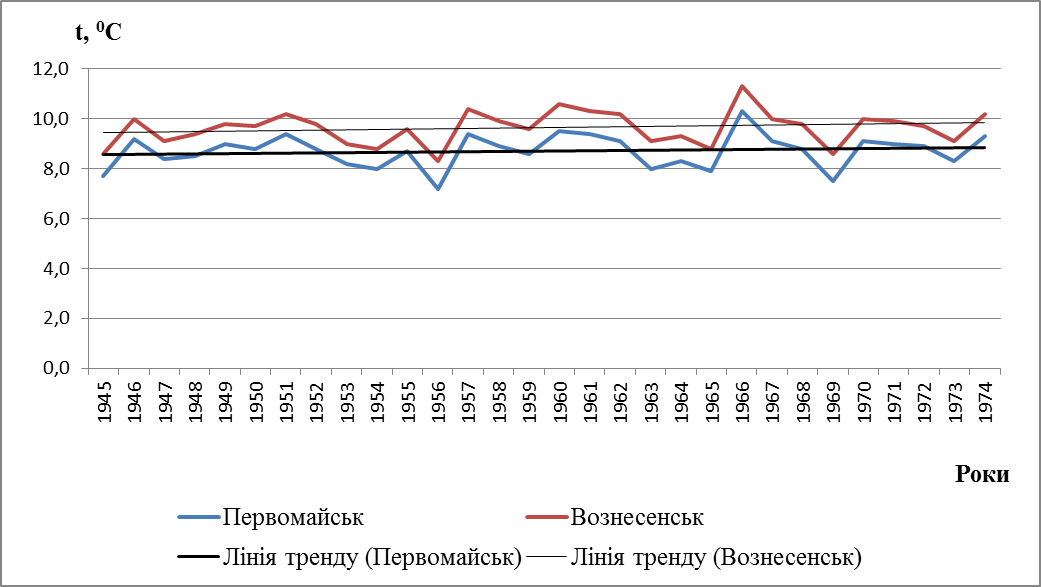 t, ⁰C
12,0
10,0
8,0
6,0
4,0
2,0
0,0
1945 1946 1947 1948 1949 1950 1951 1952 1953 1954 1955 1956 1957 1958 1959 1960 1961 1962 1963 1964 1965 1966 1967 1968 1969 1970 1971 1972 1973 1974
Роки
Первомайськ Вознесенськ
Лінія тренду (Первомайськ) Лінія тренду (Вознесенськ)